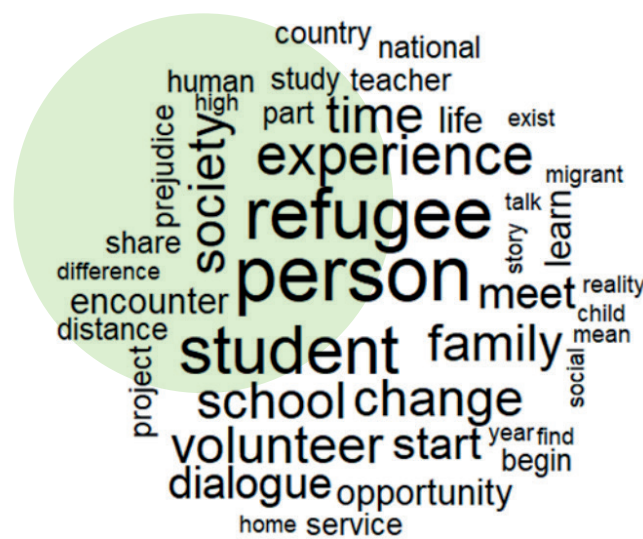 country
national
human study teacher
high
part time life exist
prejudice
society
experience
migrant
refugee talk
learn
story
share
difference
person
meet reality
encounter
child
distance
student family mean
social
project
school change
volunteer start year find
begin
dialogue opportunity
home service